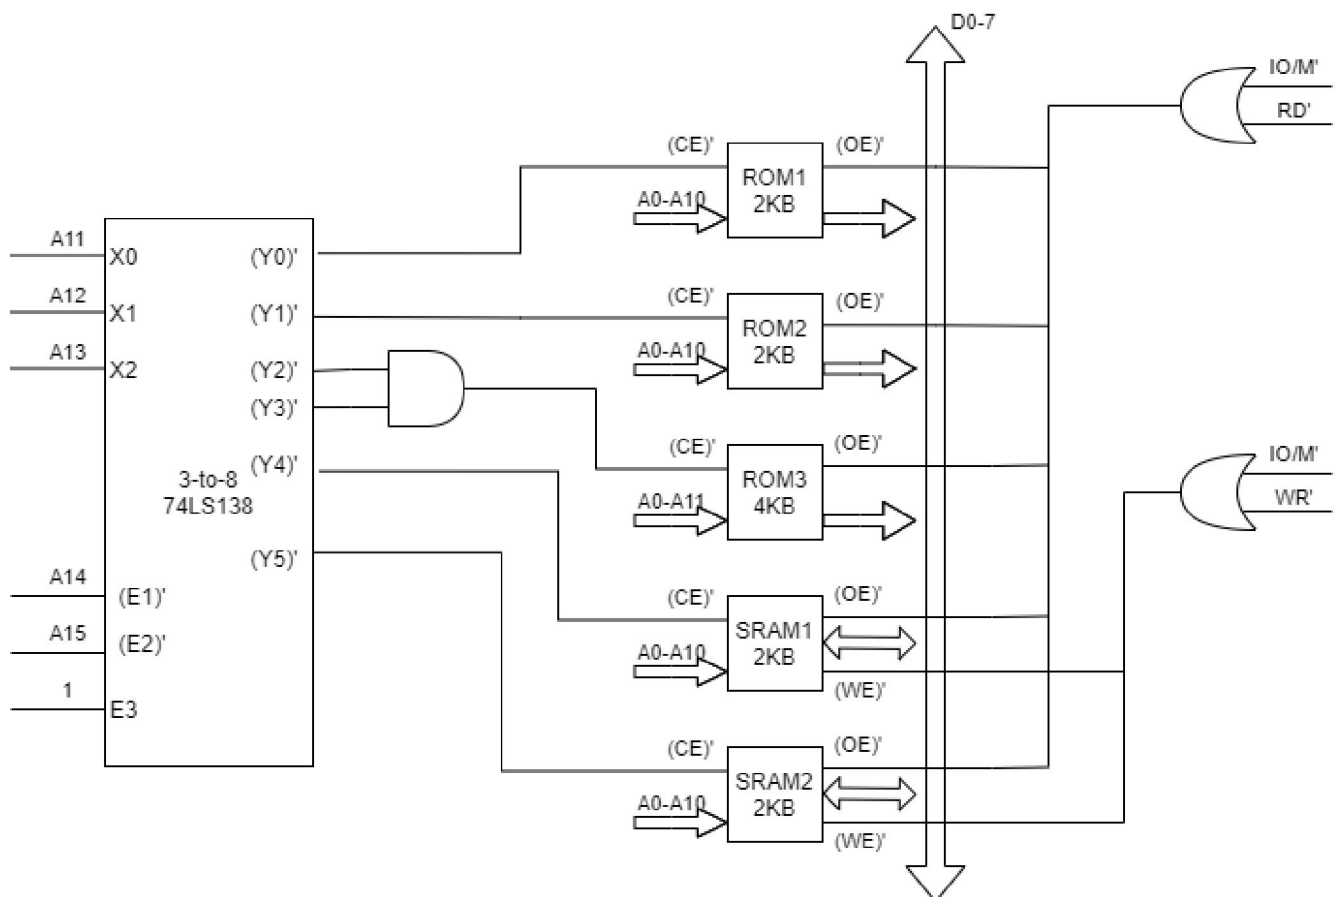 D0-7
IO/M'
RD'
(CE)'
(OE)'
ROM1
2KB
A0-A10
A11
X0
(Y0)'
A12
X1
(Y1)'
(CE)'
(OE)'
ROM2
2KB
A0-A10
A13
X2
(Y2)'
(Y3)'
(CE)'
(OE)'
ROM3
4KB
A0-A11
IO/M'
WR'
3-to-8
74LS138
(Y4)'
(Y5)'
A14
(E1)'
A15
(E2)'
1
E3
(CE)'
(OE)'
SRAM1
2KB
A0-A10
(WE)'
(CE)'
(OE)'
SRAM2
2KB
A0-A10
(WE)'